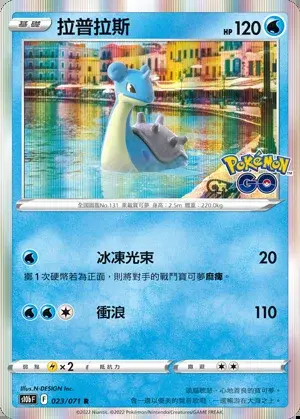 基礎 拉普拉斯 HP 120
Pokémon GO
全國圖鑑No.131 乘載寶可夢 身高：2.5m 體重：220.0kg
冰凍光束 20
擲1次硬幣若為正面，則將對手的戰鬥寶可夢麻痺。
衝浪 110
弱點 ×2 抵抗力 撤退
Illus.N-DESIGN Inc.
s10b F F 023/071 R
©2022 Niantic. ©2022 Pokémon/Nintendo/Creatures/GAME FREAK.